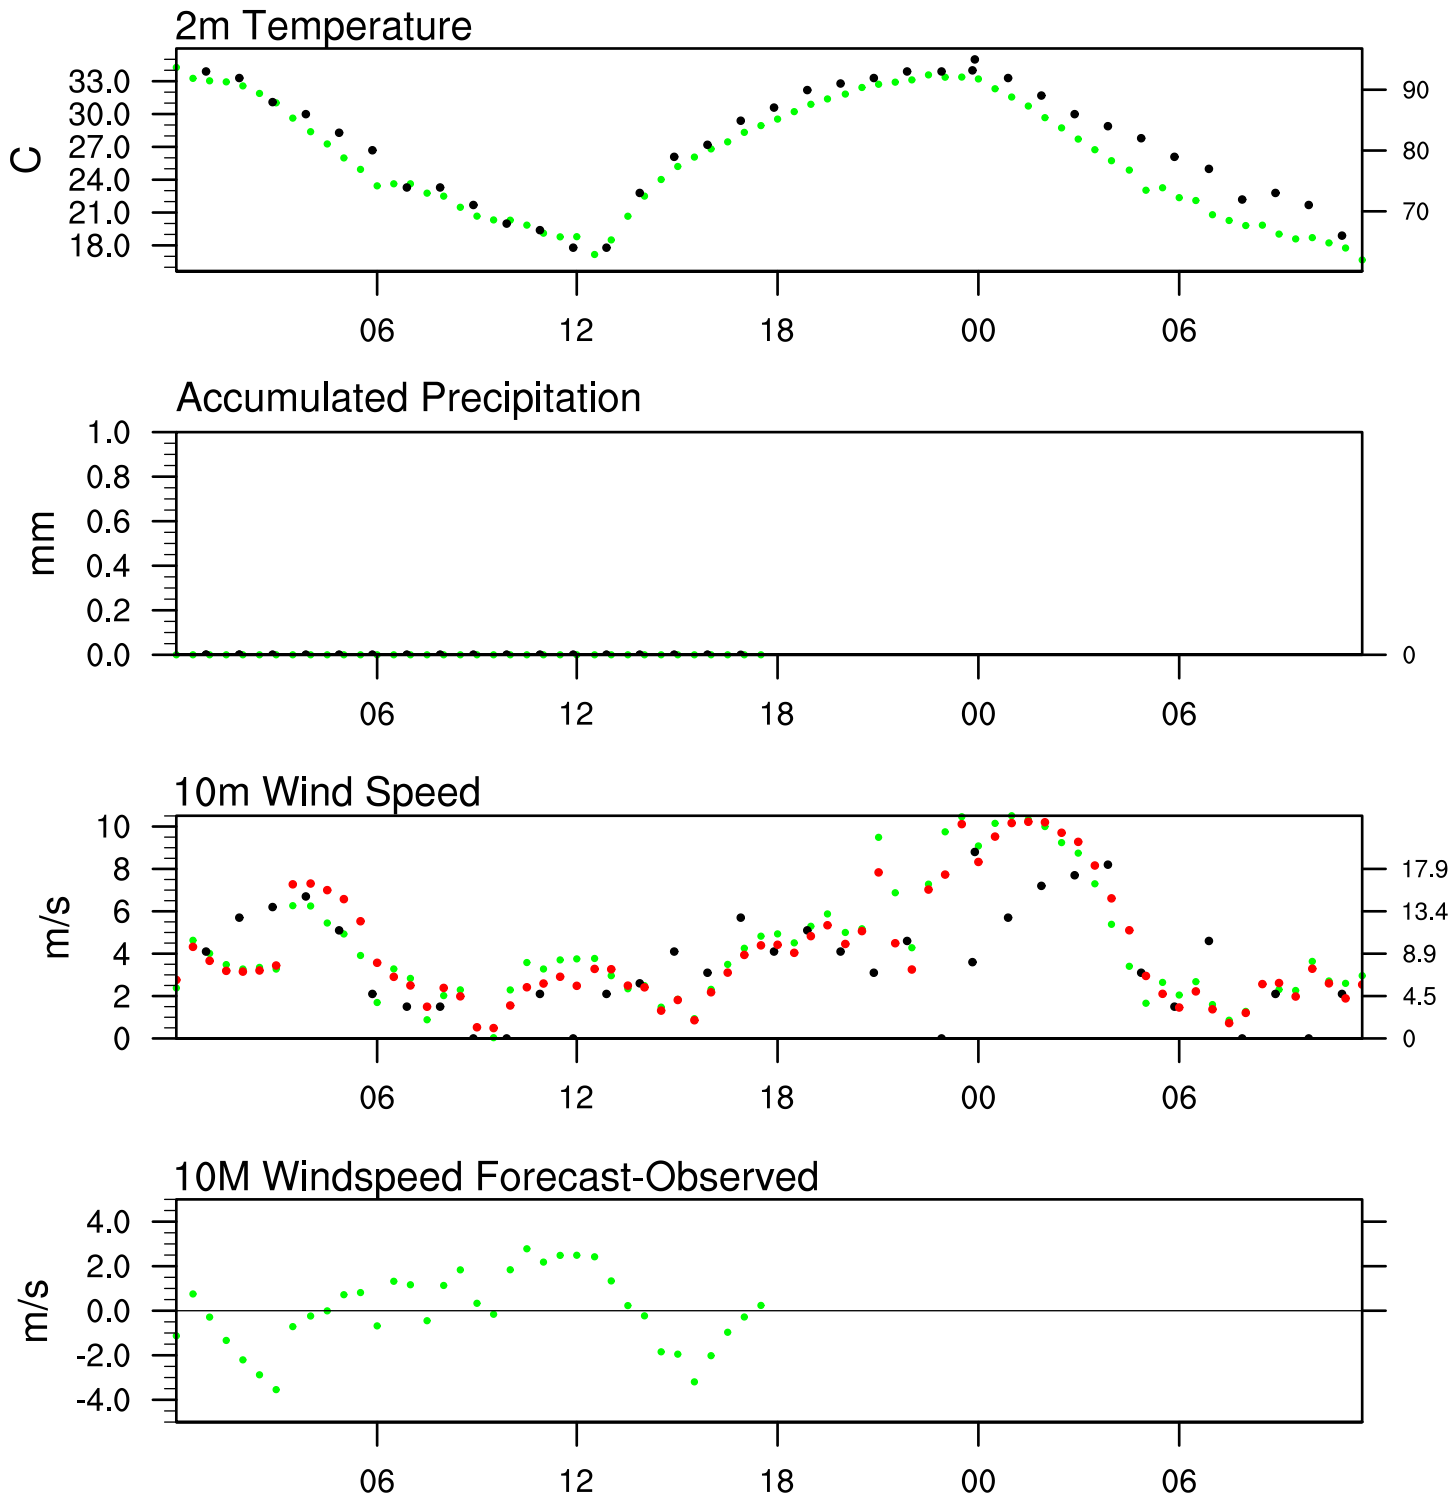 2m Temperature
33.0
30.0
27.0
24.0
21.0
18.0
C
90
80
70
06 12 18 00 06
Accumulated Precipitation
1.0
0.8
0.6
0.4
0.2
0.0
mm
0
06 12 18 00 06
10m Wind Speed
10
8
6
4
2
0
m/s
17.9
13.4
8.9
4.5
0
06 12 18 00 06
10M Windspeed Forecast-Observed
4.0
2.0
0.0
-2.0
-4.0
m/s
06 12 18 00 06